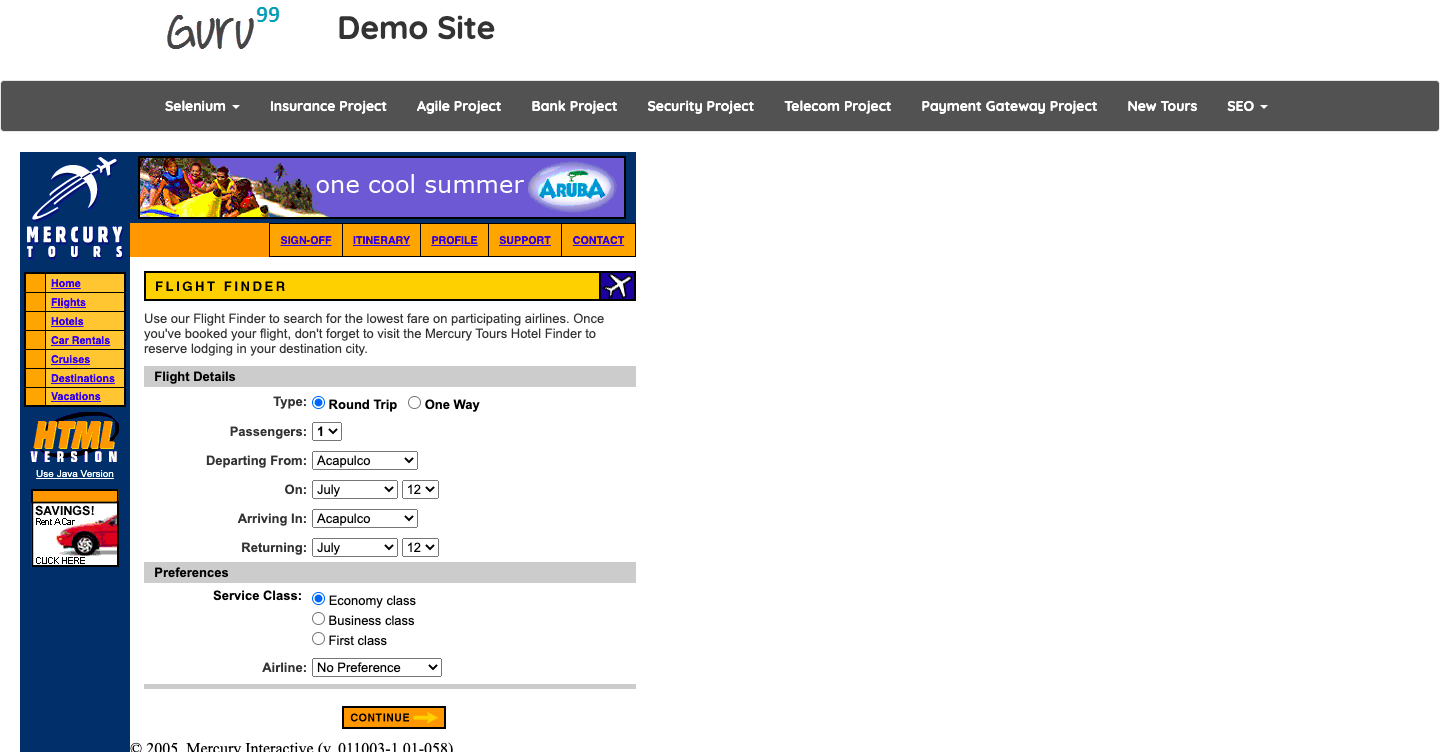 Guru99
Demo Site
Selenium Insurance Project Agile Project Bank Project Security Project Telecom Project Payment Gateway Project New Tours SEO
one cool summer ARUBA
MERCURY
TOURS
SIGN-OFF ITINERARY PROFILE SUPPORT CONTACT
Home
Flights
Hotels
Car Rentals
Cruises
Destinations
Vacations
HTML
VERSION
Use Java Version
SAVINGS!
Rent A Car
CLICK HERE
FLIGHT FINDER
Use our Flight Finder to search for the lowest fare on participating airlines. Once
you've booked your flight, don't forget to visit the Mercury Tours Hotel Finder to
reserve lodging in your destination city.
Flight Details
Type: Round Trip One Way
Passengers: 1
Departing From: Acapulco
On: July 12
Arriving In: Acapulco
Returning: July 12
Preferences
Service Class: Economy class
Business class
First class
Airline: No Preference
CONTINUE
© 2005, Mercury Interactive (v. 011003-1.01-058)